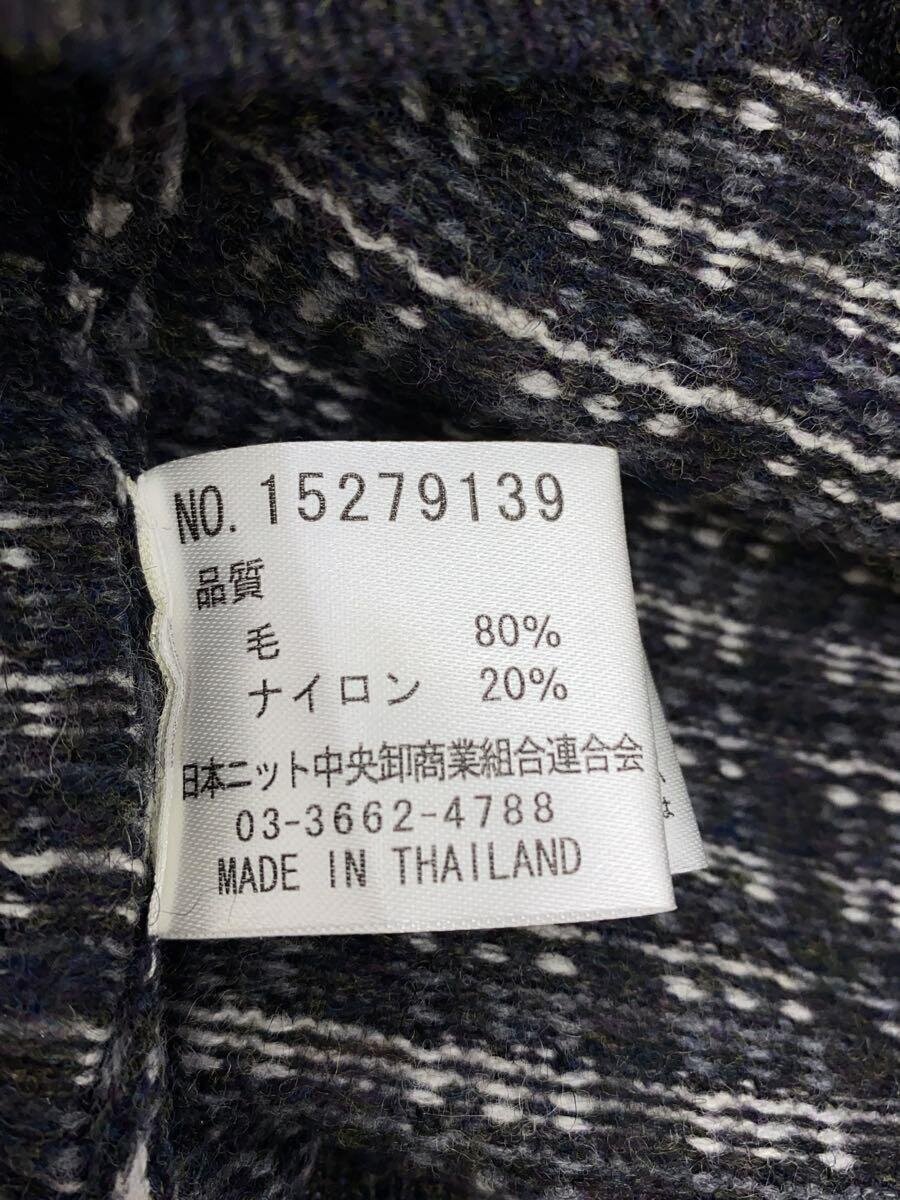 NO. 15279139
品質
毛 80%
ナイロン 20%
日本ニット中央卸商業組合連合会
03-3662-4788
MADE IN THAILAND
は